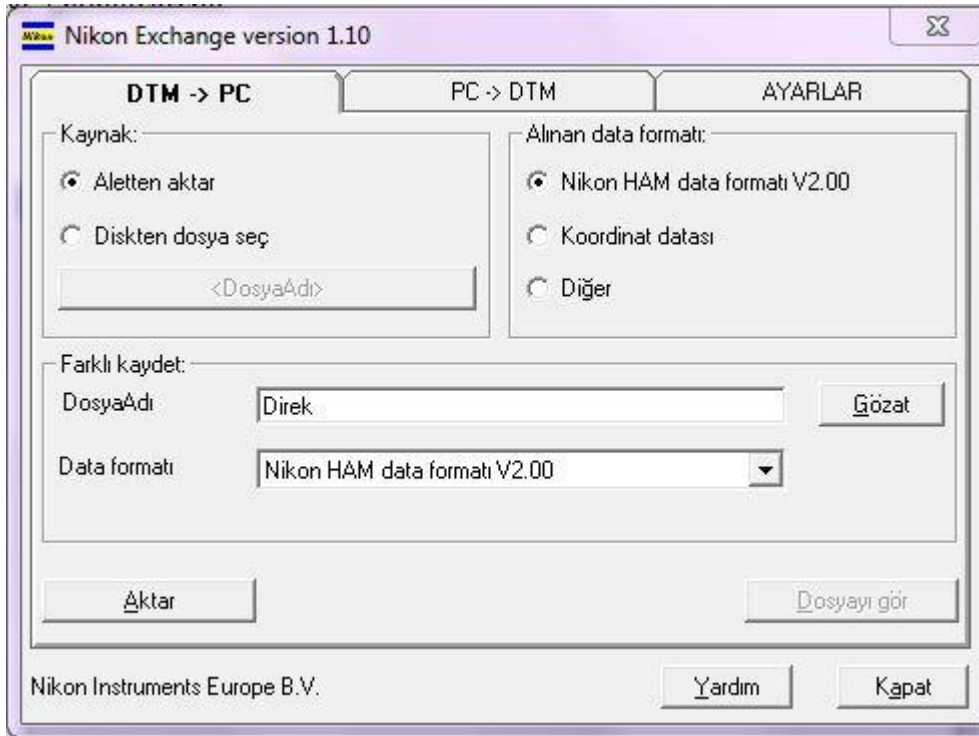 Nikon Nikon Exchange version 1.10
DTM -> PC PC -> DTM AYARLAR
Kaynak: Alınan data formatı:
Aletten aktar Nikon HAM data formatı V2.00
Diskten dosya seç Koordinat datası
<DosyaAdı> Diğer
Farklı kaydet:
DosyaAdı Direk Gözat
Data formatı Nikon HAM data formatı V2.00
Aktar Dosyayı gör
Nikon Instruments Europe B.V. Yardım Kapat